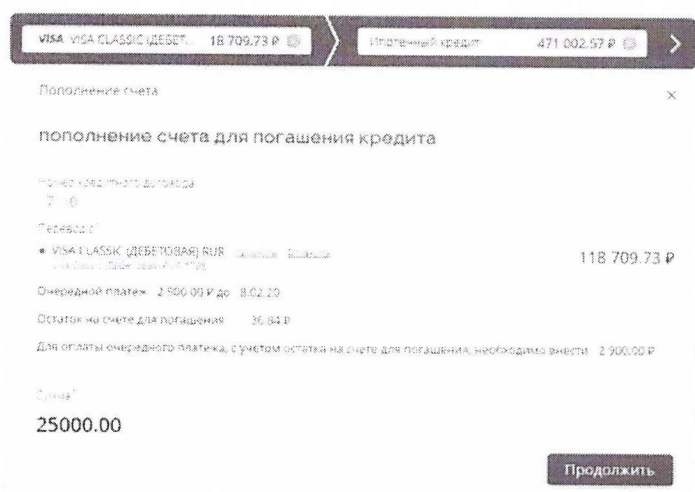 VISA VISA CLASSIC (ДЕБЕТ... 18 709.73 ₽
Ипотечный кредит 471 002.57 ₽
Пополнение счета
пополнение счета для погашения кредита
Номер кредитного договора
Перевод с
VISA CLASSIC (ДЕБЕТОВАЯ) RUR
118 709.73 ₽
Очередной платеж 2 900.00 ₽ до 8.02.20
Остаток на счете для погашения 36.84 ₽
Для оплаты очередного платежа, с учетом остатка на счете для погашения, необходимо внести 2 900.00 ₽
Сумма
25000.00
Продолжить